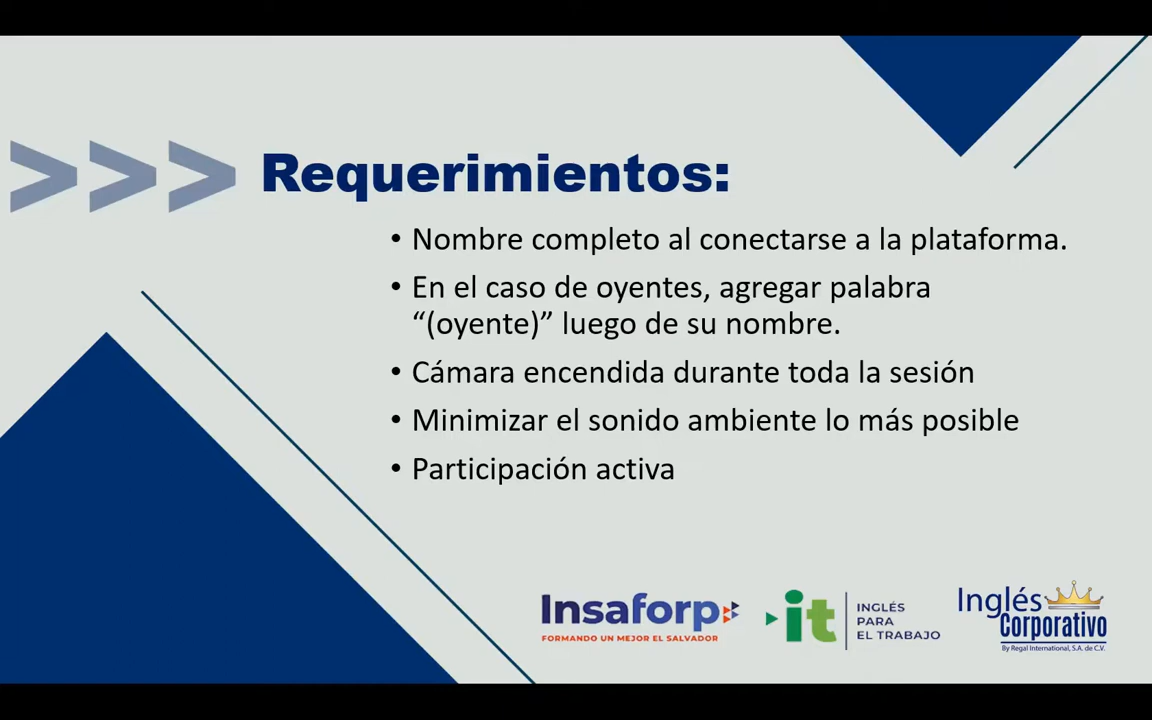 >>> Requerimientos:
• Nombre completo al conectarse a la plataforma.
• En el caso de oyentes, agregar palabra
“(oyente)” luego de su nombre.
• Cámara encendida durante toda la sesión
• Minimizar el sonido ambiente lo más posible
• Participación activa
Insaforp
FORMANDO UN MEJOR EL SALVADOR
it
INGLÉS
PARA
EL TRABAJO
Inglés
Corporativo
By Regal International, S.A. de C.V.